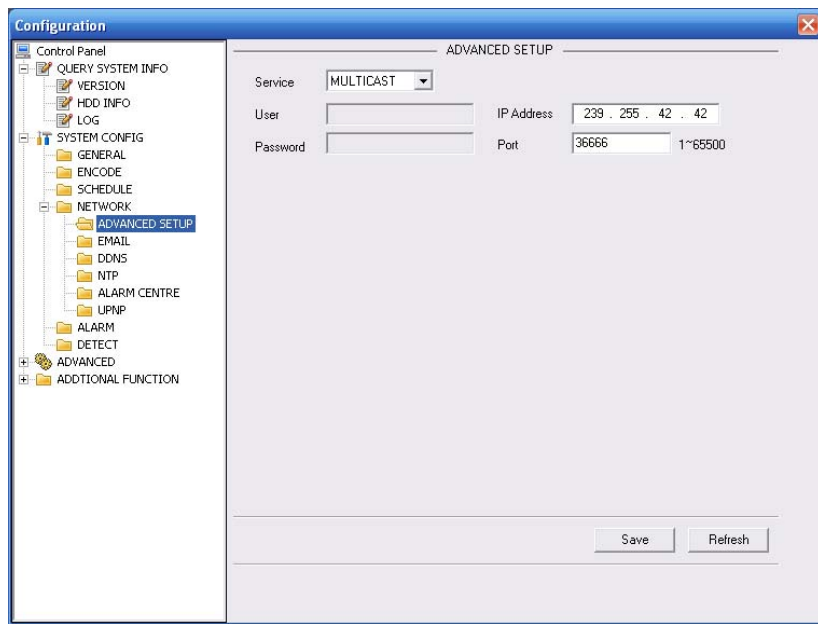 Configuration
Control Panel
QUERY SYSTEM INFO
VERSION
HDD INFO
LOG
SYSTEM CONFIG
GENERAL
ENCODE
SCHEDULE
NETWORK
ADVANCED SETUP
EMAIL
DDNS
NTP
ALARM CENTRE
UPNP
ALARM
DETECT
ADVANCED
ADDTIONAL FUNCTION
ADVANCED SETUP
Service MULTICAST
User IP Address 239 . 255 . 42 . 42
Password Port 36666 1~65500
Save Refresh